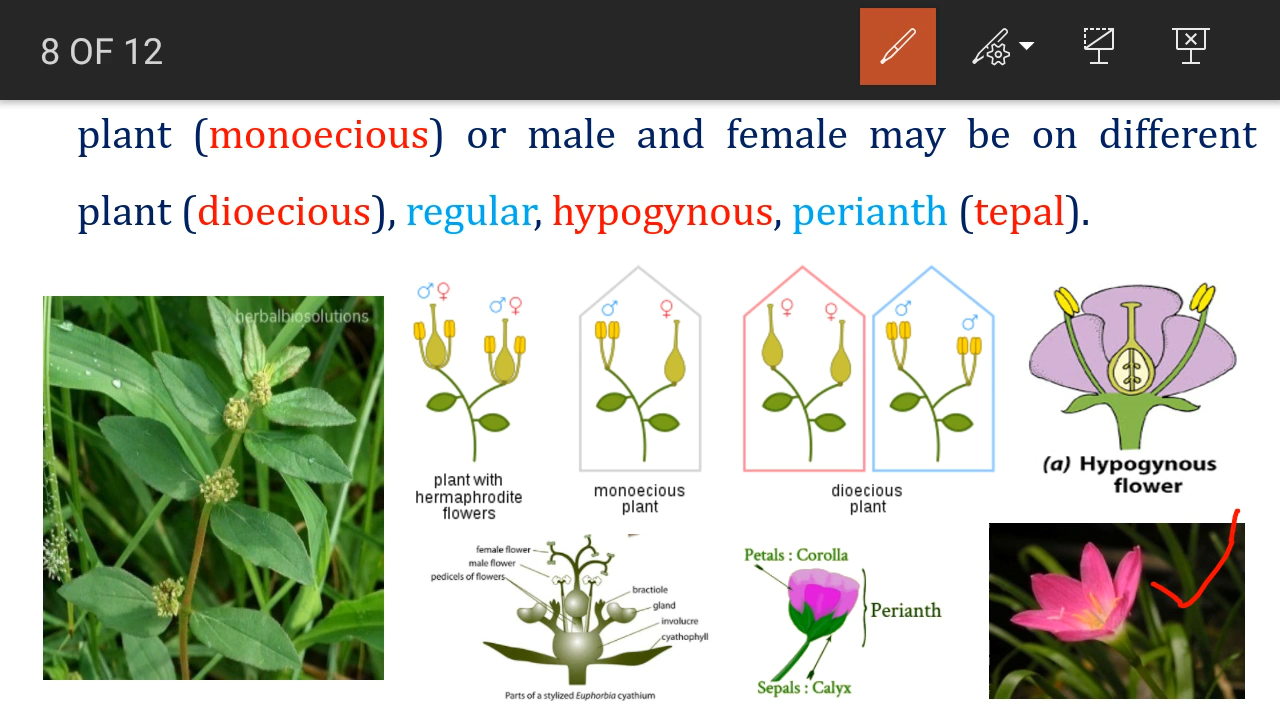 8 OF 12
plant (monoecious) or male and female may be on different
plant (dioecious), regular, hypogynous, perianth (tepal).
herbalbiosolutions
plant with
hermaphrodite
flowers
monoecious
plant
dioecious
plant
(a) Hypogynous
flower
female flower
male flower
pedicels of flowers
bractiole
gland
involucre
cyathophyll
Parts of a stylized Euphorbia cyathium
Petals : Corolla
Perianth
Sepals : Calyx